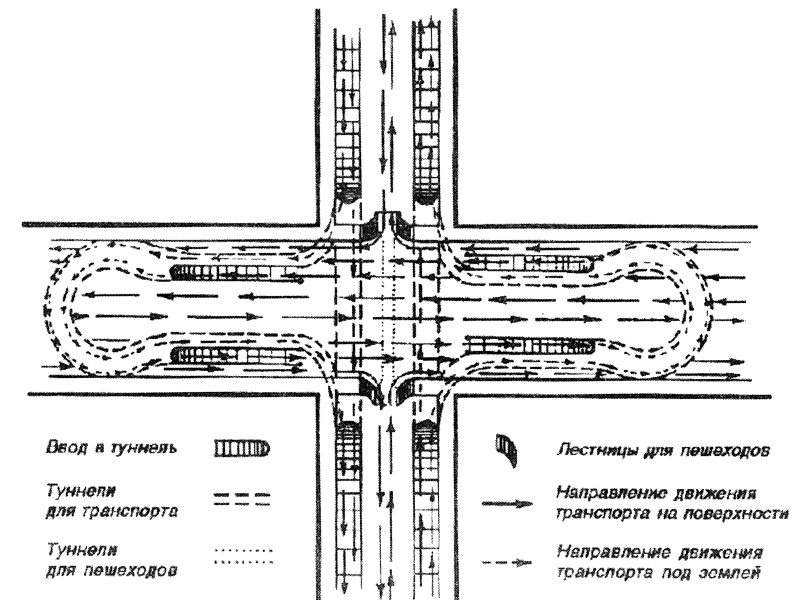 Ввод в туннель
Туннели
для транспорта
Туннели
для пешеходов
Лестницы для пешеходов
Направление движения
транспорта на поверхности
Направление движения
транспорта под землей